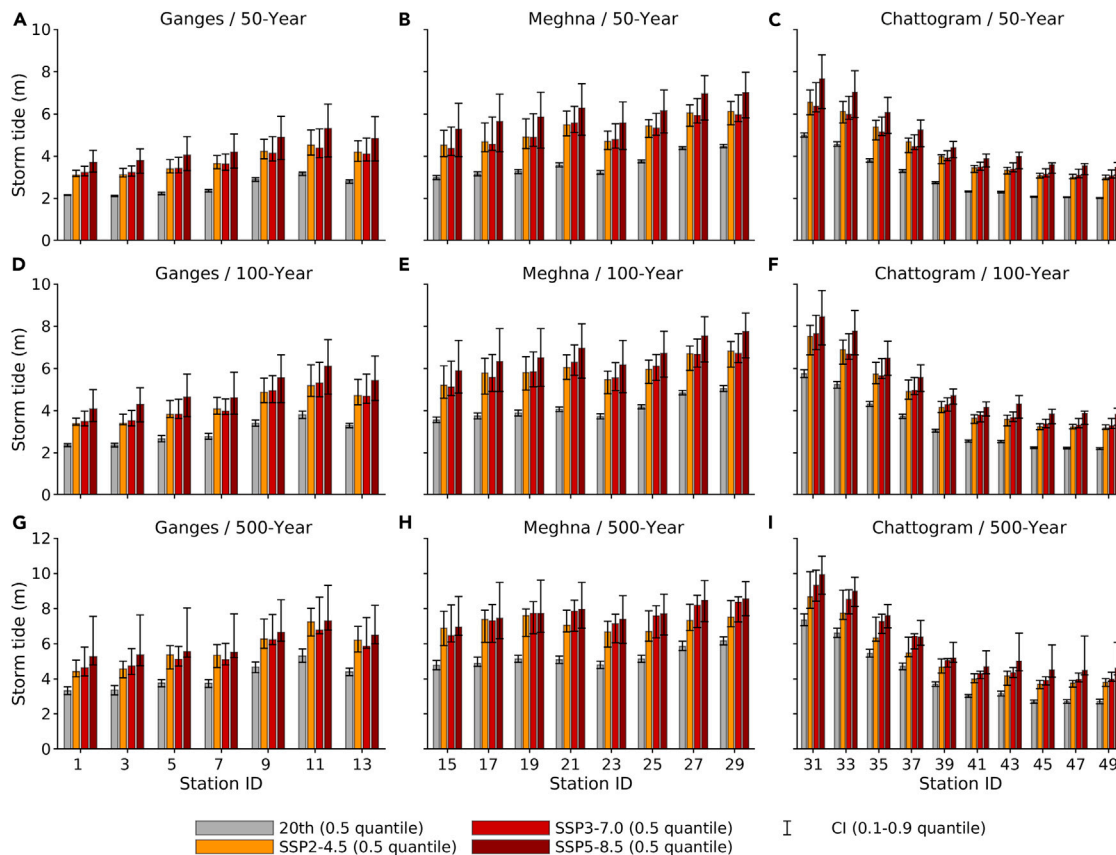 A Ganges / 50-Year B Meghna / 50-Year C Chattogram / 50-Year
Storm tide (m)
10
8
6
4
2
0
D Ganges / 100-Year E Meghna / 100-Year F Chattogram / 100-Year
Storm tide (m)
10
8
6
4
2
0
G Ganges / 500-Year H Meghna / 500-Year I Chattogram / 500-Year
Storm tide (m)
12
10
8
6
4
2
0
1 3 5 7 9 11 13 15 17 19 21 23 25 27 29 31 33 35 37 39 41 43 45 47 49
Station ID Station ID Station ID
20th (0.5 quantile) SSP3-7.0 (0.5 quantile) CI (0.1-0.9 quantile)
SSP2-4.5 (0.5 quantile) SSP5-8.5 (0.5 quantile)